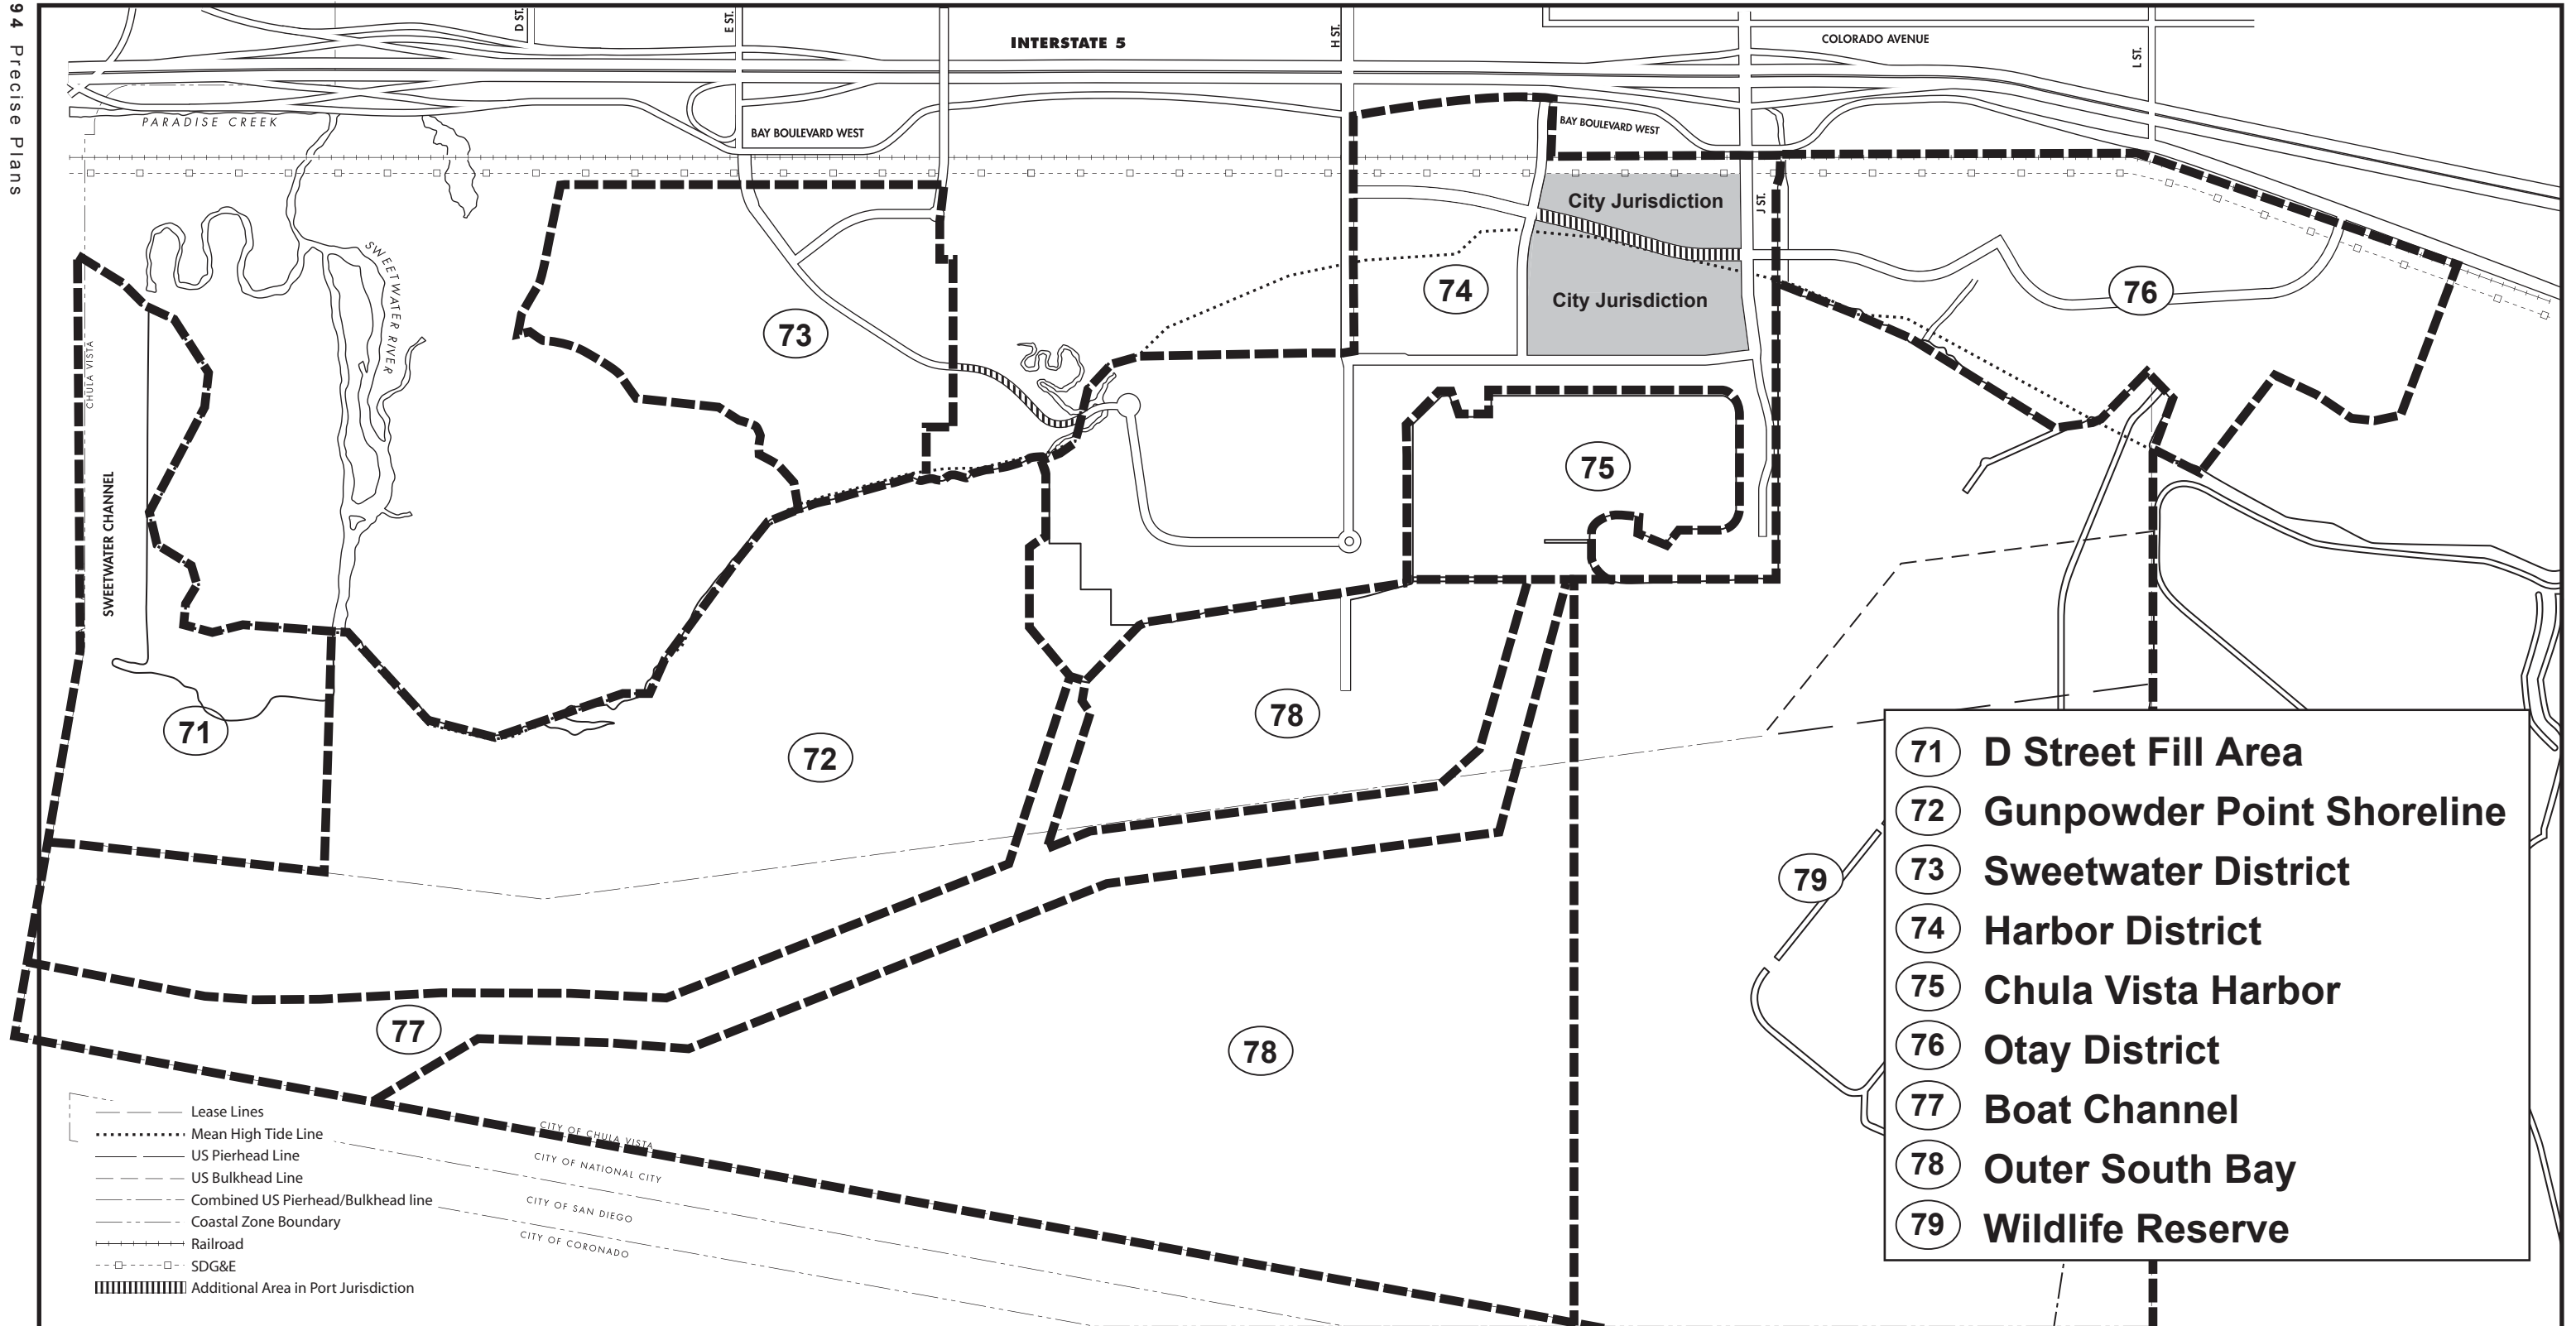 94 Precise Plans
D ST.
E ST.
INTERSTATE 5
H ST.
COLORADO AVENUE
L ST.
PARADISE CREEK
BAY BOULEVARD WEST
BAY BOULEVARD WEST
City Jurisdiction
J ST.
SWEETWATER RIVER
74
City Jurisdiction
76
73
CHULA VISTA
75
SWEETWATER CHANNEL
71
78
72
79
77
78
71 D Street Fill Area
72 Gunpowder Point Shoreline
73 Sweetwater District
74 Harbor District
75 Chula Vista Harbor
76 Otay District
77 Boat Channel
78 Outer South Bay
79 Wildlife Reserve
CITY OF CHULA VISTA
CITY OF NATIONAL CITY
CITY OF SAN DIEGO
CITY OF CORONADO
Lease Lines
Mean High Tide Line
US Pierhead Line
US Bulkhead Line
Combined US Pierhead/Bulkhead line
Coastal Zone Boundary
Railroad
SDG&E
Additional Area in Port Jurisdiction